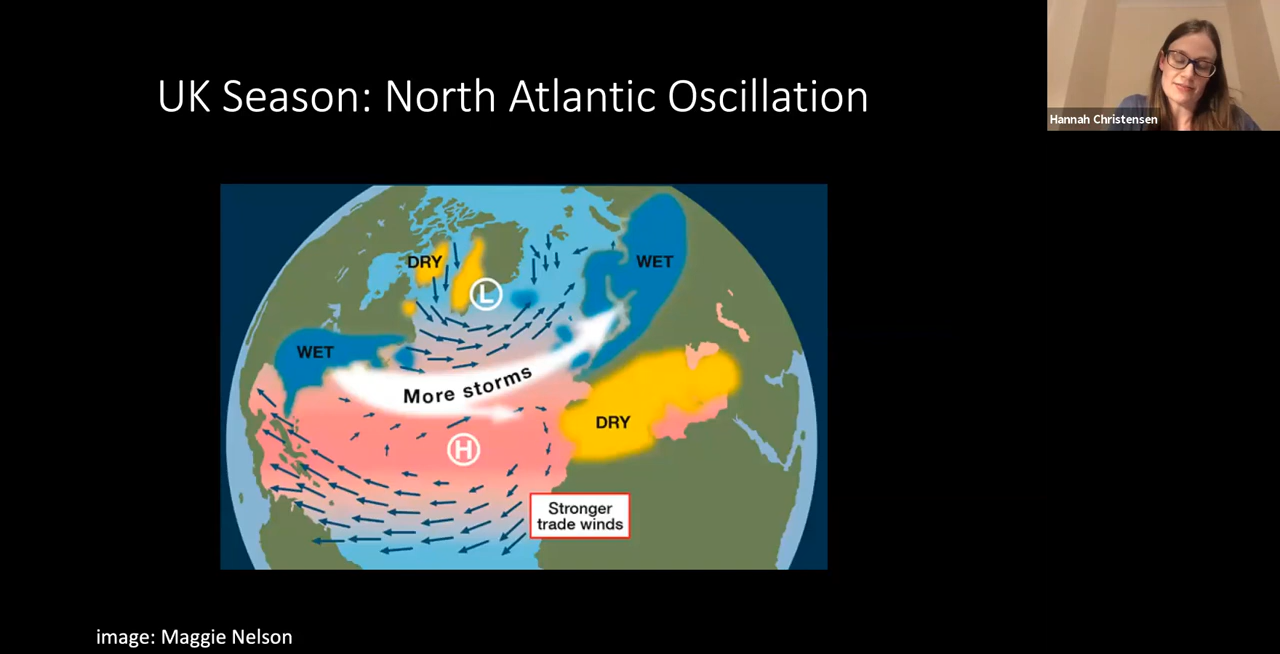 UK Season: North Atlantic Oscillation
Hannah Christensen
DRY
WET
L
WET
More storms
DRY
H
Stronger
trade winds
image: Maggie Nelson